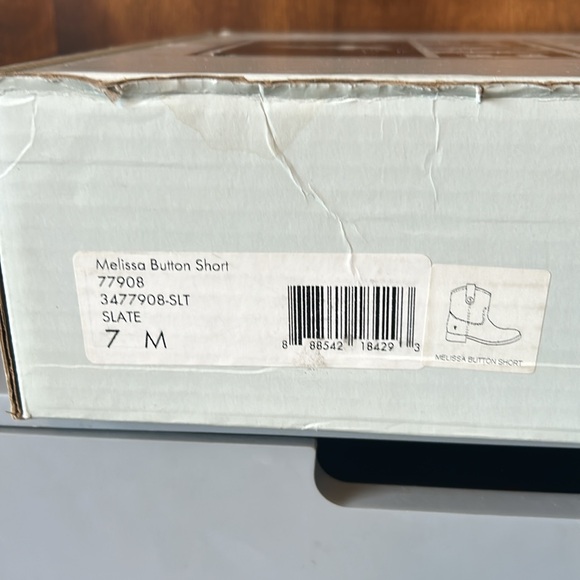 Melissa Button Short
77908
3477908-SLT
SLATE
7 M
8 88542 18429 3
MELISSA BUTTON SHORT